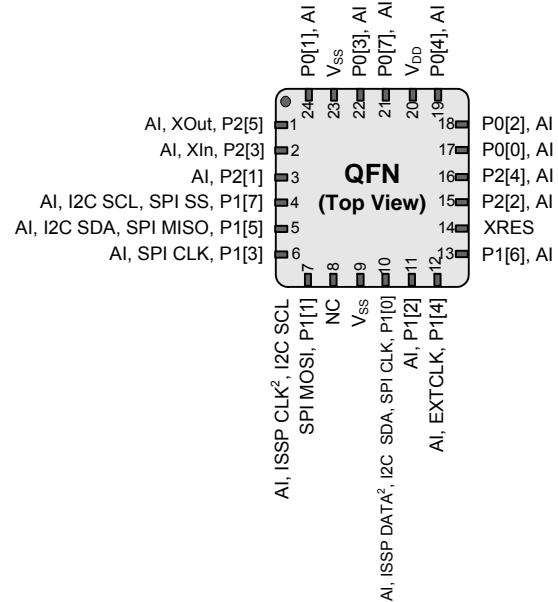 P0[1], AI
VSS
P0[3], AI
P0[7], AI
VDD
P0[4], AI
24
23
22
21
20
19
AI, XOut, P2[5]
1
18
P0[2], AI
AI, XIn, P2[3]
2
17
P0[0], AI
AI, P2[1]
3
QFN
16
P2[4], AI
AI, I2C SCL, SPI SS, P1[7]
4
(Top View)
15
P2[2], AI
AI, I2C SDA, SPI MISO, P1[5]
5
14
XRES
AI, SPI CLK, P1[3]
6
13
P1[6], AI
7
8
9
10
11
12
AI, ISSP CLK², I2C SCL
SPI MOSI, P1[1]
NC
VSS
AI, ISSP DATA², I2C SDA, SPI CLK, P1[0]
AI, P1[2]
AI, EXTCLK, P1[4]